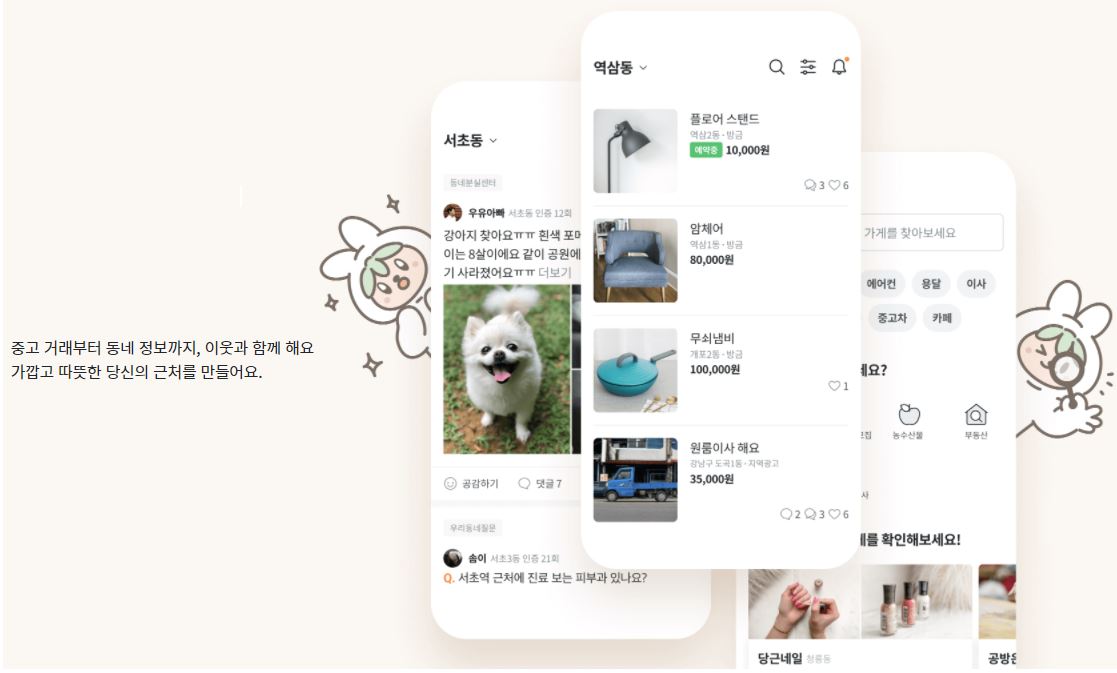 중고 거래부터 동네 정보까지, 이웃과 함께 해요
가깝고 따뜻한 당신의 근처를 만들어요.
서초동
동네분실센터
우유아빠 서초동 인증 12회
강아지 찾아요ㅠㅠ 흰색 포메
이는 8살이에요 같이 공원에
기 사라졌어요ㅠㅠ 더보기
공감하기 댓글 7
우리동네질문
솜이 서초3동 인증 21회
Q. 서초역 근처에 진료 보는 피부과 있나요?
역삼동
플로어 스탠드
역삼2동 · 방금
예약중 10,000원
3 6
암체어
역삼1동 · 방금
80,000원
무쇠냄비
개포2동 · 방금
100,000원
1
원룸이사 해요
강남구 도곡1동 · 지역광고
35,000원
2 3 6
가게를 찾아보세요
에어컨 용달 이사
중고차 카페
세요?
농수산물 부동산
사
게를 확인해보세요!
당근네일 청룡동
공방은